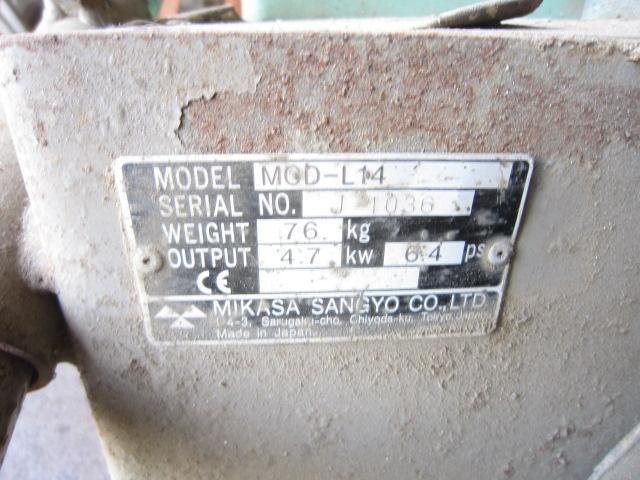 MODEL MCD-L14
SERIAL NO. J 1036
WEIGHT 76 kg
OUTPUT 4.7 kw 6.4 ps
CE
MIKASA SANGYO CO., LTD
1-4-3, Sarugaku-cho, Chiyoda-ku, Tokyo, Japan
Made in Japan